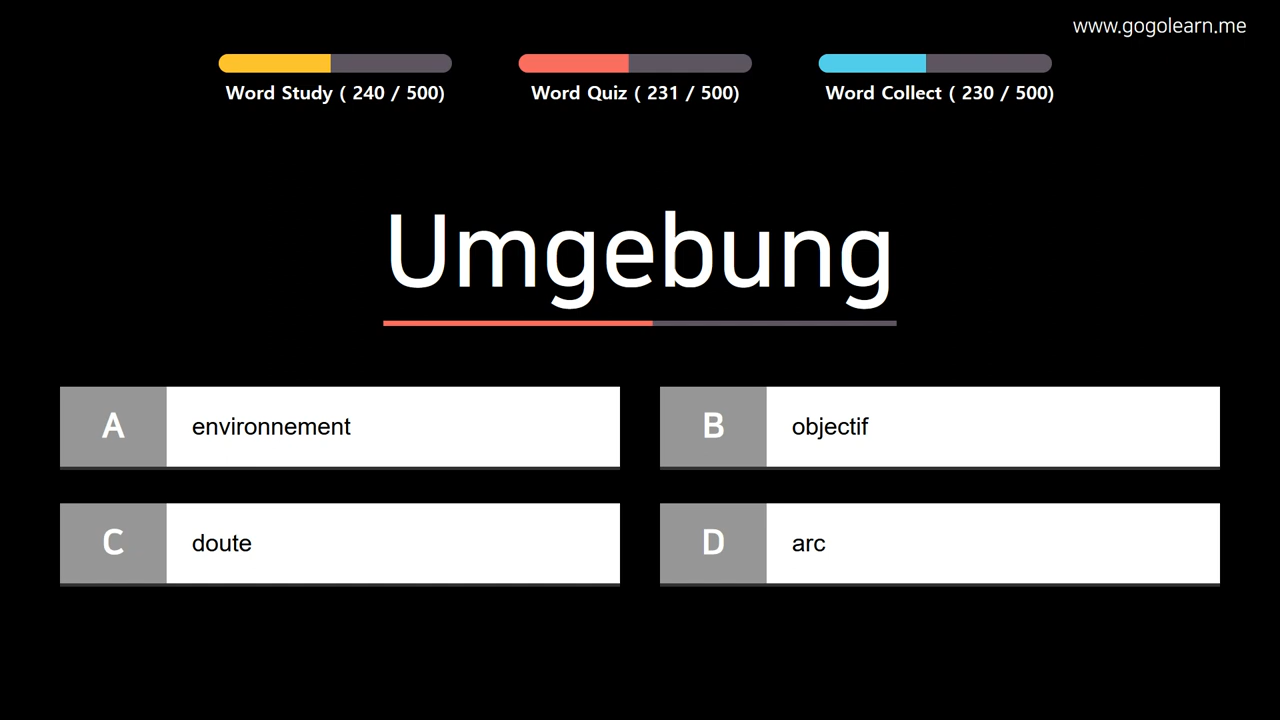 www.gogolearn.me
Word Study ( 240 / 500)
Word Quiz ( 231 / 500)
Word Collect ( 230 / 500)
Umgebung
A environnement
B objectif
C doute
D arc